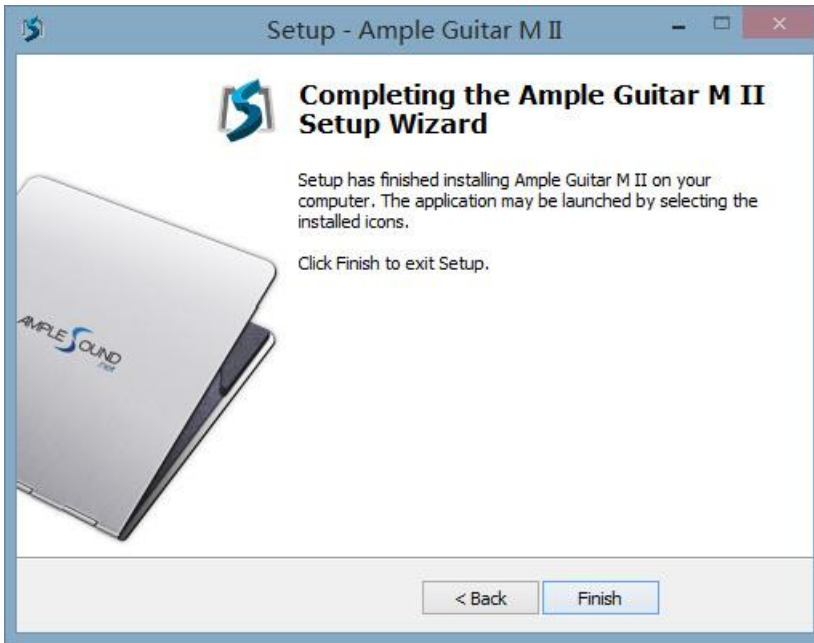 Setup - Ample Guitar M II
Completing the Ample Guitar M II
Setup Wizard
Setup has finished installing Ample Guitar M II on your
computer. The application may be launched by selecting the
installed icons.
Click Finish to exit Setup.
AMPLE SOUND
.net
< Back
Finish